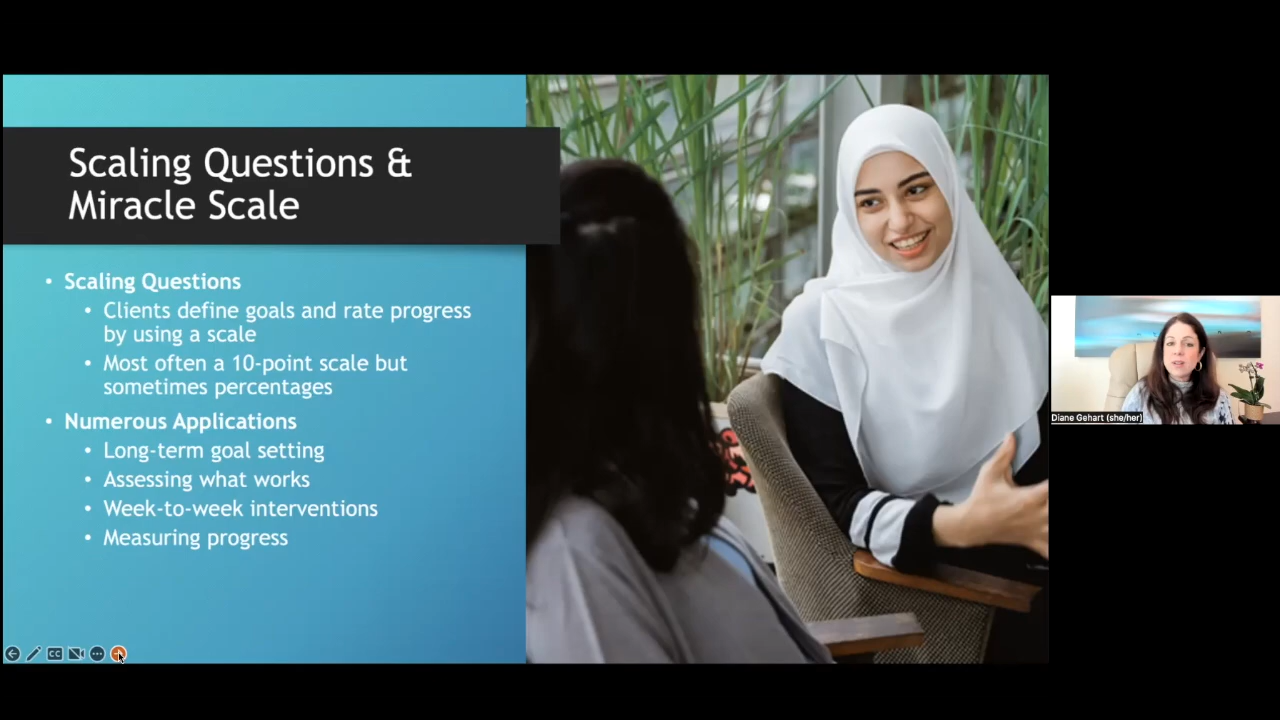 Scaling Questions &
Miracle Scale
• Scaling Questions
• Clients define goals and rate progress
by using a scale
• Most often a 10-point scale but
sometimes percentages
• Numerous Applications
• Long-term goal setting
• Assessing what works
• Week-to-week interventions
• Measuring progress
CC
Diane Gehart (she/her)